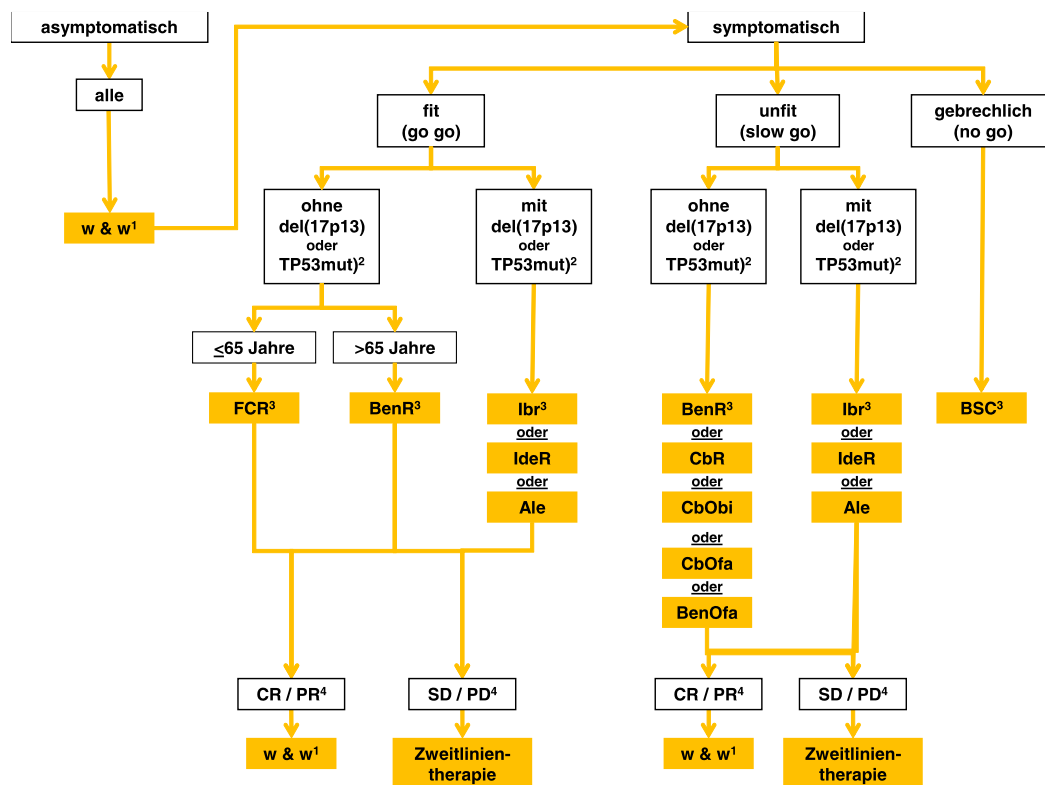 asymptomatisch
symptomatisch
alle
fit
(go go)
unfit
(slow go)
gebrechlich
(no go)
w & w¹
ohne
del(17p13)
oder
TP53mut)²
mit
del(17p13)
oder
TP53mut)²
ohne
del(17p13)
oder
TP53mut)²
mit
del(17p13)
oder
TP53mut)²
≤65 Jahre
>65 Jahre
FCR³
BenR³
Ibr³
oder
IdeR
oder
Ale
BenR³
oder
CbR
oder
CbObi
oder
CbOfa
oder
BenOfa
Ibr³
oder
IdeR
oder
Ale
BSC³
CR / PR⁴
SD / PD⁴
CR / PR⁴
SD / PD⁴
w & w¹
Zweitlinien-
therapie
w & w¹
Zweitlinien-
therapie